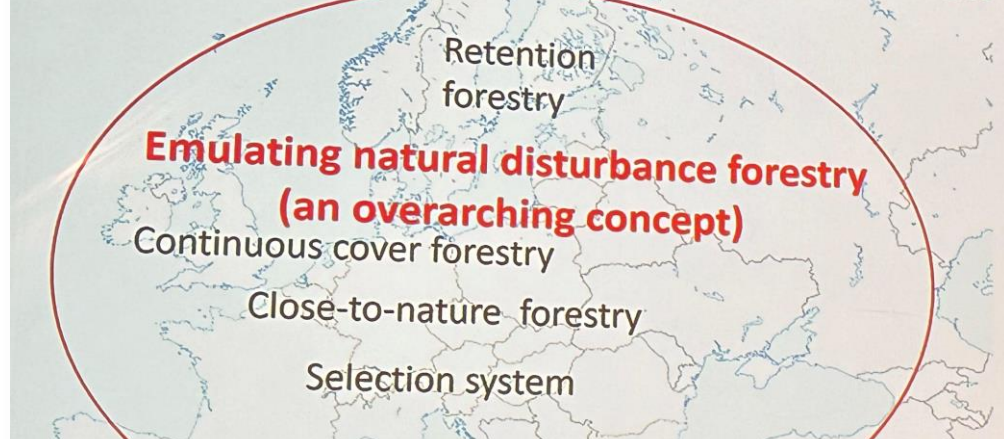 Retention
forestry
Emulating natural disturbance forestry
(an overarching concept)
Continuous cover forestry
Close-to-nature forestry
Selection system